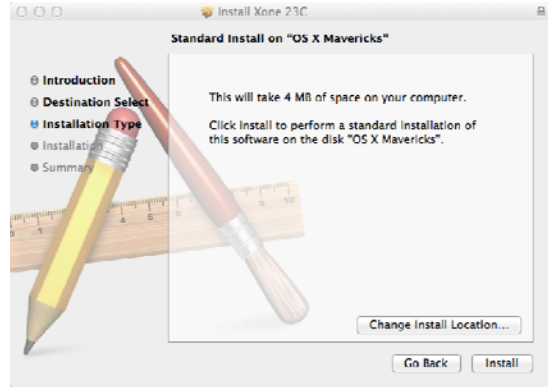 Install Xone 23C
Standard Install on "OS X Mavericks"
Introduction
Destination Select
Installation Type
Installation
Summary
This will take 4 MB of space on your computer.
Click Install to perform a standard installation of
this software on the disk "OS X Mavericks".
Change Install Location...
Go Back
Install